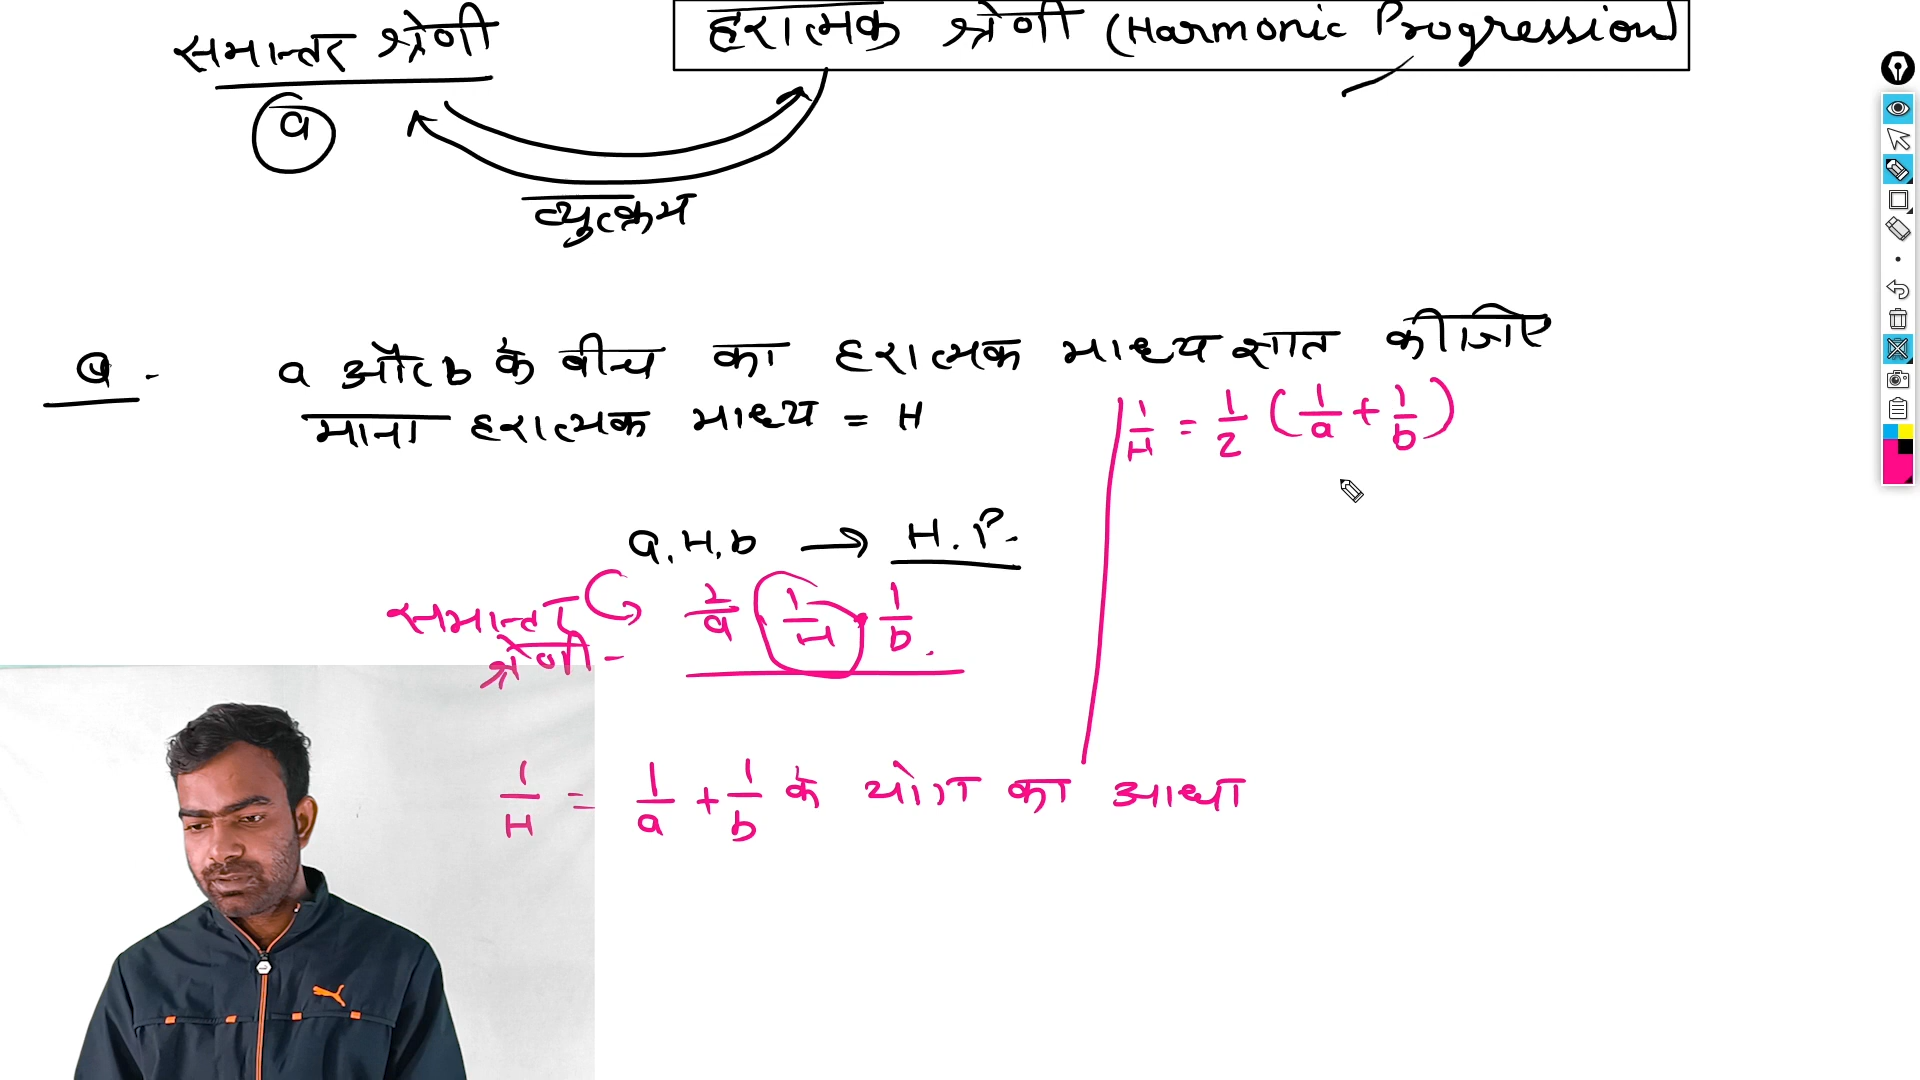 समान्तर श्रेणी
हरात्मक श्रेणी (Harmonic Progression)
a
व्युत्क्रम
Q. a और b के बीच का हरात्मक माध्य ज्ञात कीजिए
माना हरात्मक माध्य = H
a, H, b → H.P.
समान्तर श्रेणी - 1/a, 1/H, 1/b.
1/H = 1/a + 1/b के योग का आधा
1/H = 1/2 (1/a + 1/b)